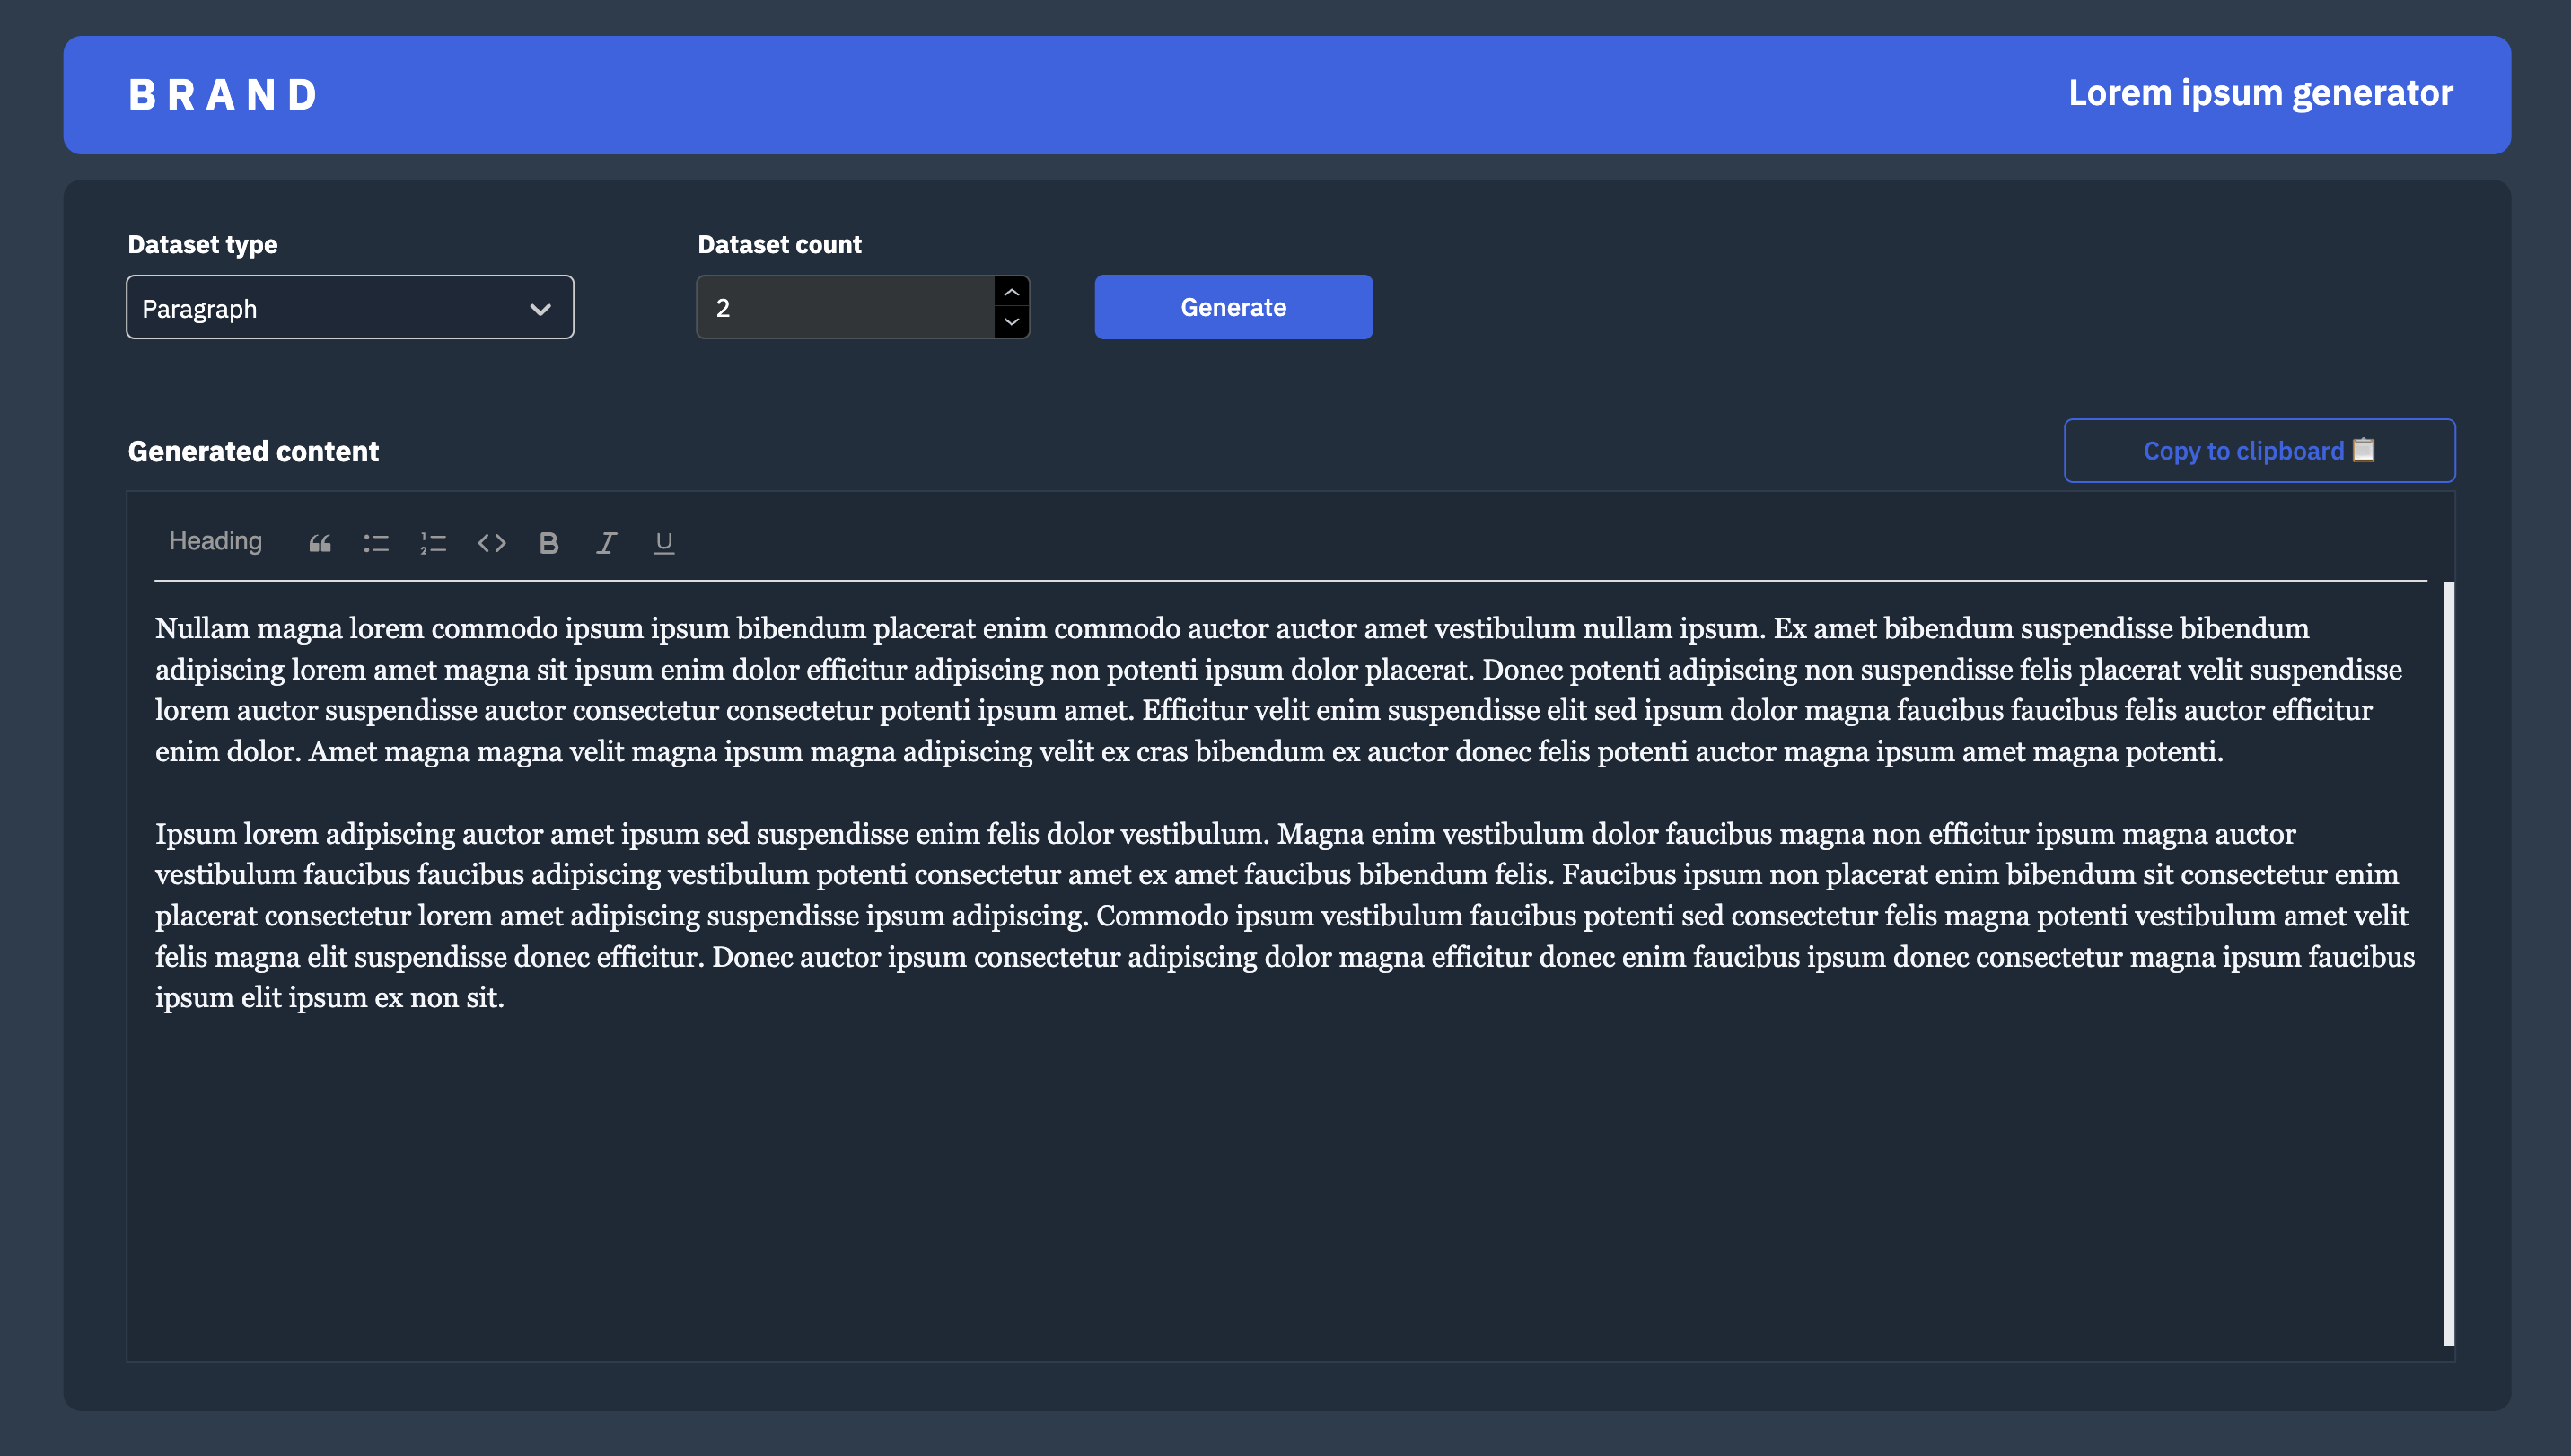 BRAND
Lorem ipsum generator
Dataset type
Dataset count
Paragraph
2
Generate
Generated content
Copy to clipboard
Heading
Nullam magna lorem commodo ipsum ipsum bibendum placerat enim commodo auctor auctor amet vestibulum nullam ipsum. Ex amet bibendum suspendisse bibendum
adipiscing lorem amet magna sit ipsum enim dolor efficitur adipiscing non potenti ipsum dolor placerat. Donec potenti adipiscing non suspendisse felis placerat velit suspendisse
lorem auctor suspendisse auctor consectetur consectetur potenti ipsum amet. Efficitur velit enim suspendisse elit sed ipsum dolor magna faucibus faucibus felis auctor efficitur
enim dolor. Amet magna magna velit magna ipsum magna adipiscing velit ex cras bibendum ex auctor donec felis potenti auctor magna ipsum amet magna potenti.
Ipsum lorem adipiscing auctor amet ipsum sed suspendisse enim felis dolor vestibulum. Magna enim vestibulum dolor faucibus magna non efficitur ipsum magna auctor
vestibulum faucibus faucibus adipiscing vestibulum potenti consectetur amet ex amet faucibus bibendum felis. Faucibus ipsum non placerat enim bibendum sit consectetur enim
placerat consectetur lorem amet adipiscing suspendisse ipsum adipiscing. Commodo ipsum vestibulum faucibus potenti sed consectetur felis magna potenti vestibulum amet velit
felis magna elit suspendisse donec efficitur. Donec auctor ipsum consectetur adipiscing dolor magna efficitur donec enim faucibus ipsum donec consectetur magna ipsum faucibus
ipsum elit ipsum ex non sit.